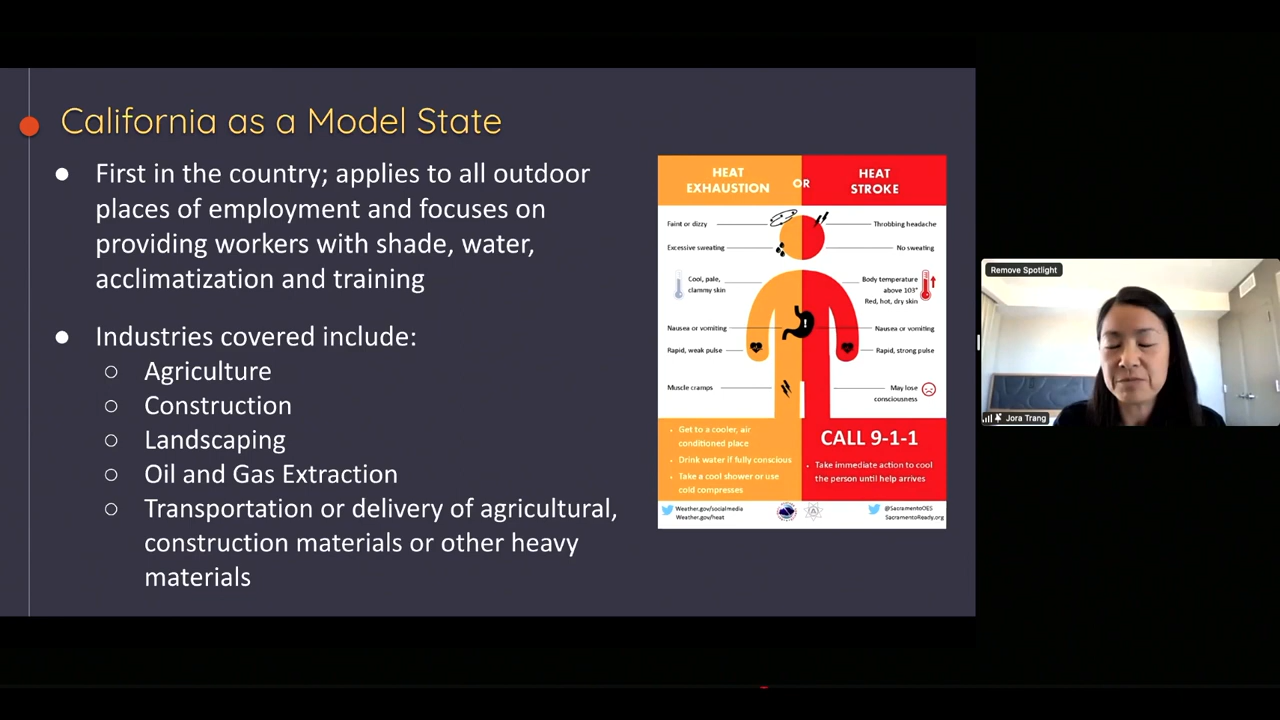 California as a Model State
● First in the country; applies to all outdoor
places of employment and focuses on
providing workers with shade, water,
acclimatization and training
● Industries covered include:
○ Agriculture
○ Construction
○ Landscaping
○ Oil and Gas Extraction
○ Transportation or delivery of agricultural,
construction materials or other heavy
materials
HEAT
EXHAUSTION
OR
HEAT
STROKE
Faint or dizzy
Throbbing headache
Excessive sweating
No sweating
Cool, pale,
clammy skin
Body temperature
above 103°
Red, hot, dry skin
Nausea or vomiting
Nausea or vomiting
Rapid, weak pulse
Rapid, strong pulse
Muscle cramps
May lose
consciousness
• Get to a cooler, air
conditioned place
• Drink water if fully conscious
• Take a cool shower or use
cold compresses
CALL 9-1-1
• Take immediate action to cool
the person until help arrives
Weather.gov/socialmedia
Weather.gov/heat
@SacramentoOES
SacramentoReady.org
Remove Spotlight
Jora Trang